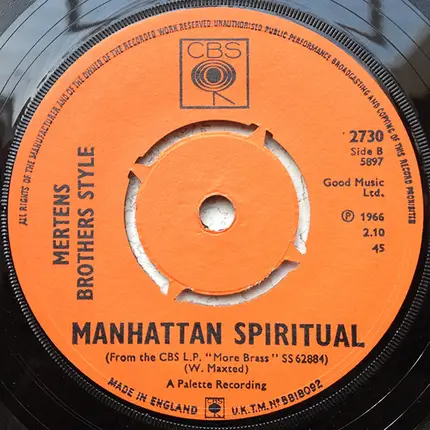 ALL RIGHTS OF THE MANUFACTURER AND OF THE OWNER OF THE RECORDED WORK RESERVED UNAUTHORISED PUBLIC PERFORMANCE BROADCASTING AND COPYING OF THIS RECORD PROHIBITED
CBS
MERTENS
BROTHERS STYLE
2730
Side B
5897
Good Music
Ltd.
℗ 1966
2.10
45
MANHATTAN SPIRITUAL
(From the CBS L.P. "More Brass" SS 62884)
(W. Maxted)
A Palette Recording
MADE IN ENGLAND CBS U.K.T.M.Nº B818092